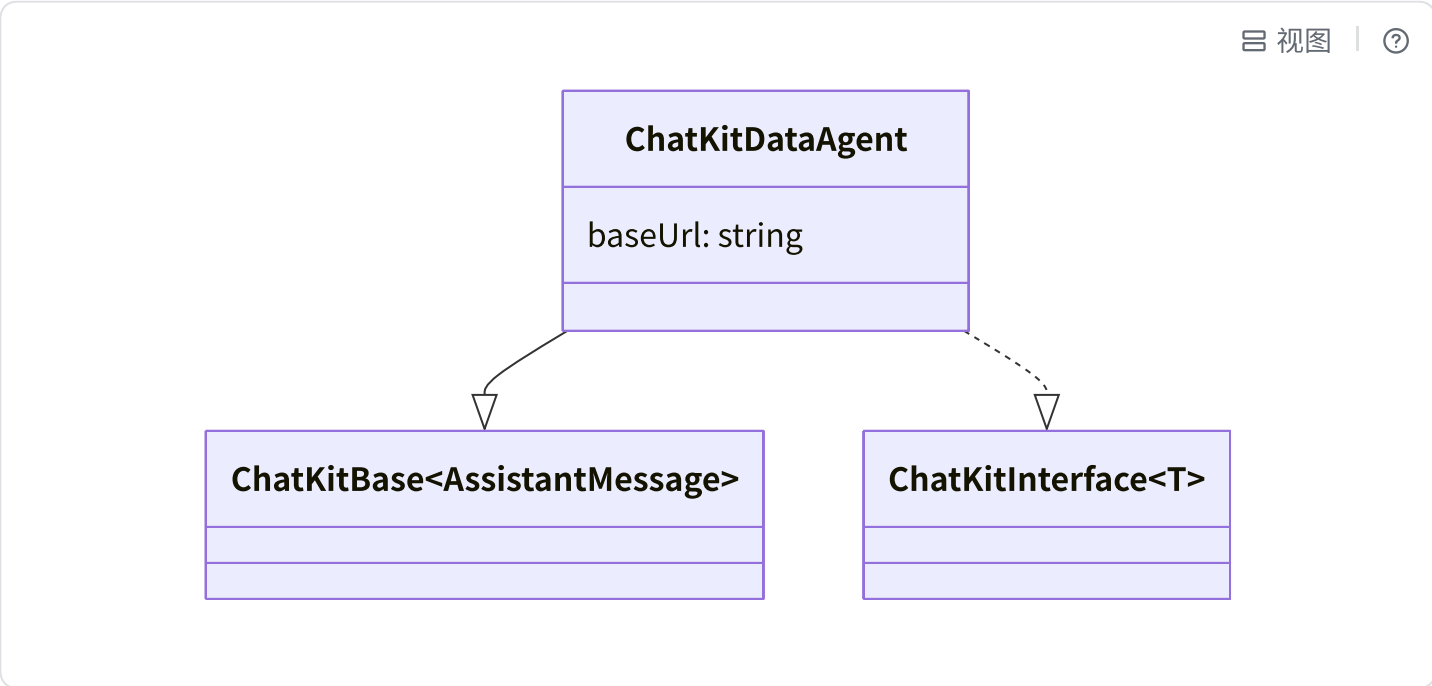 视图
ChatKitDataAgent
baseUrl: string
ChatKitBase<AssistantMessage>
ChatKitInterface<T>